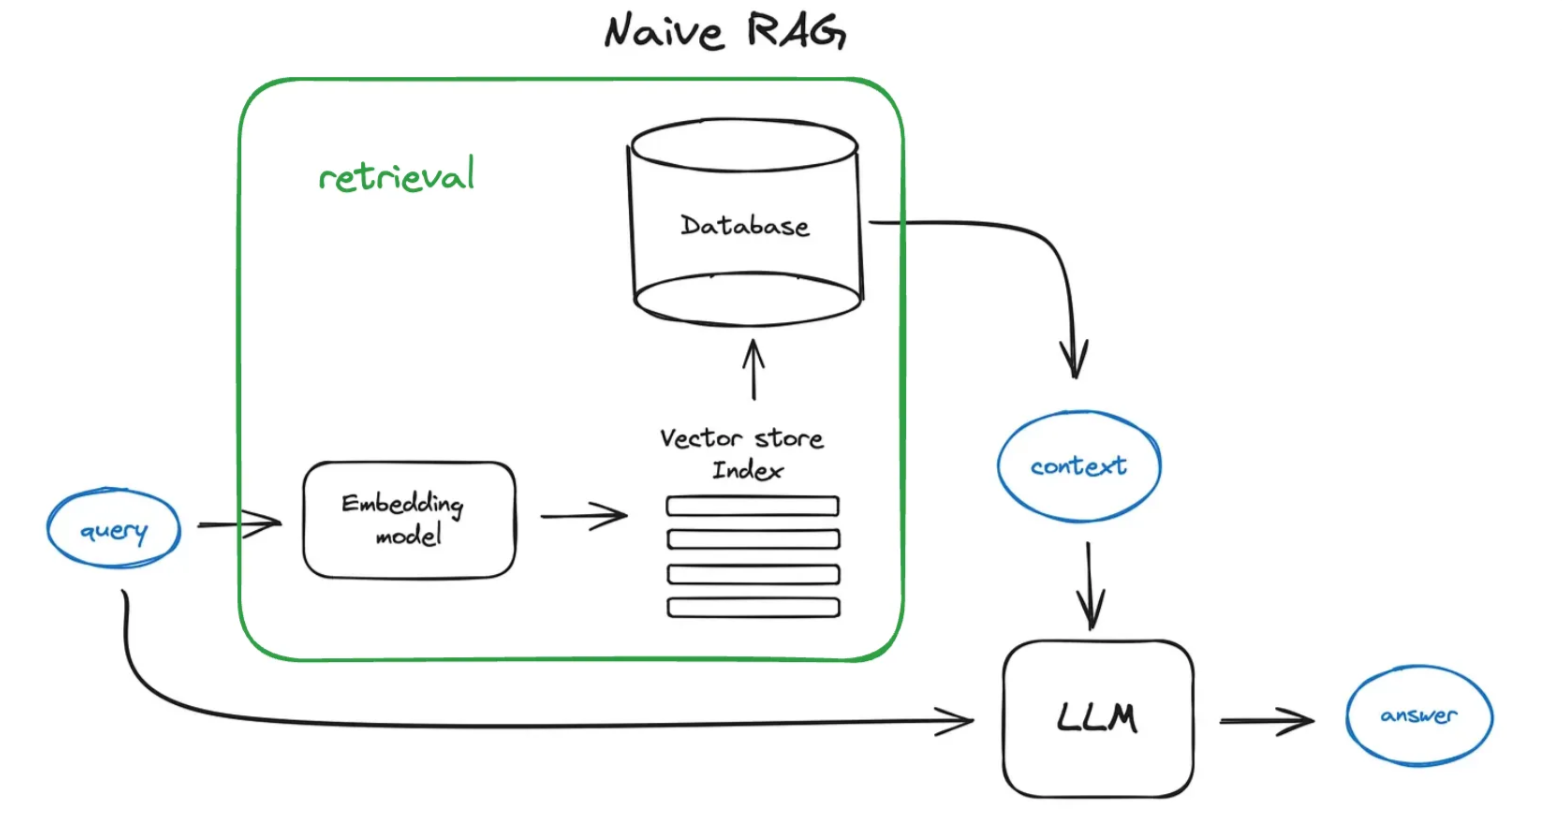 Naive RAG
retrieval
Database
Vector store
Index
Embedding
model
query
context
LLM
answer